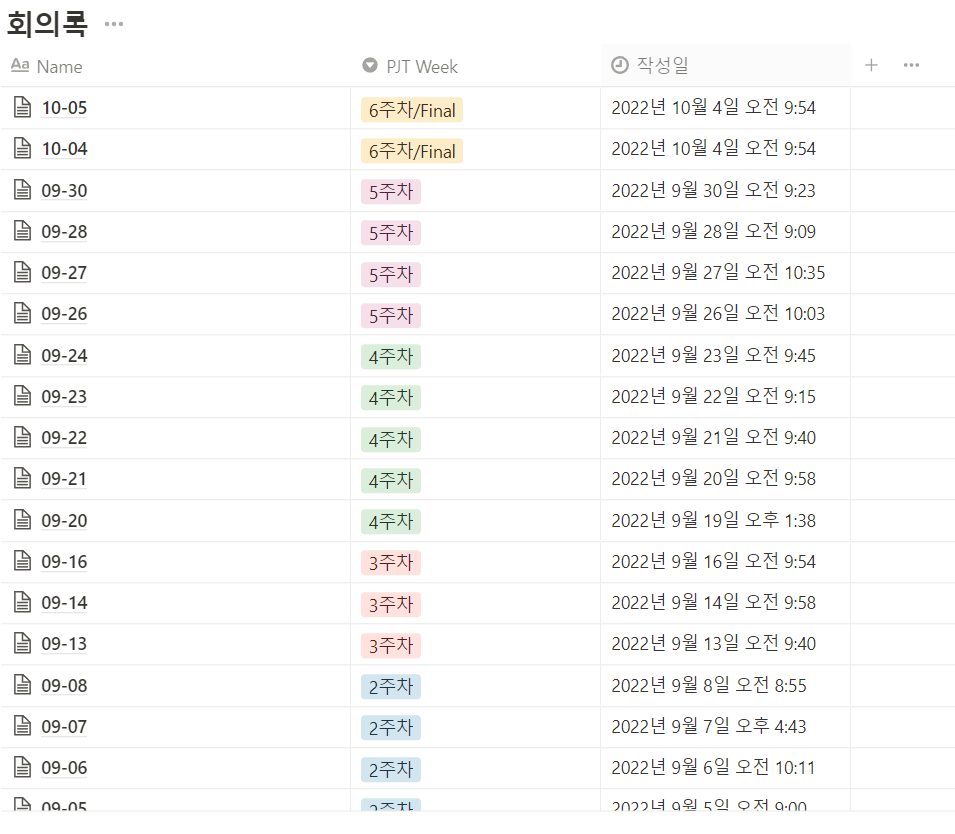 회의록 ...
Aa Name PJT Week 작성일 + ...
10-05 6주차/Final 2022년 10월 4일 오전 9:54
10-04 6주차/Final 2022년 10월 4일 오전 9:54
09-30 5주차 2022년 9월 30일 오전 9:23
09-28 5주차 2022년 9월 28일 오전 9:09
09-27 5주차 2022년 9월 27일 오전 10:35
09-26 5주차 2022년 9월 26일 오전 10:03
09-24 4주차 2022년 9월 23일 오전 9:45
09-23 4주차 2022년 9월 22일 오전 9:15
09-22 4주차 2022년 9월 21일 오전 9:40
09-21 4주차 2022년 9월 20일 오전 9:58
09-20 4주차 2022년 9월 19일 오후 1:38
09-16 3주차 2022년 9월 16일 오전 9:54
09-14 3주차 2022년 9월 14일 오전 9:58
09-13 3주차 2022년 9월 13일 오전 9:40
09-08 2주차 2022년 9월 8일 오전 8:55
09-07 2주차 2022년 9월 7일 오후 4:43
09-06 2주차 2022년 9월 6일 오전 10:11
09-05 2주차 2022년 9월 5일 오전 9:00